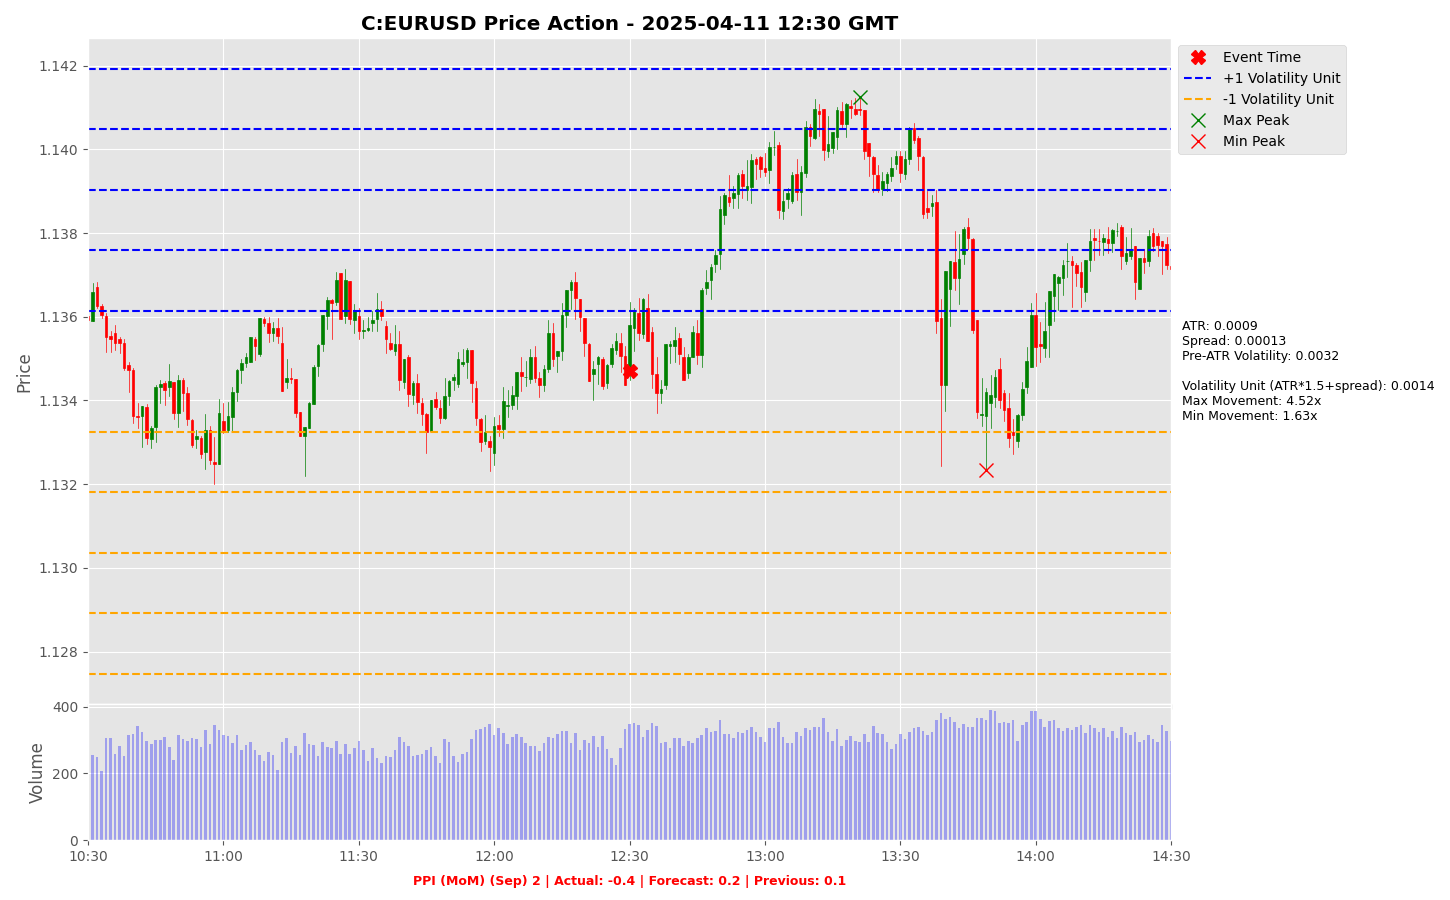 C:EURUSD Price Action - 2025-04-11 12:30 GMT
Event Time
+1 Volatility Unit
-1 Volatility Unit
Max Peak
Min Peak
1.142
1.140
1.138
1.136
1.134
1.132
1.130
1.128
Price
ATR: 0.0009
Spread: 0.00013
Pre-ATR Volatility: 0.0032
Volatility Unit (ATR*1.5+spread): 0.0014
Max Movement: 4.52x
Min Movement: 1.63x
400
200
0
Volume
10:30 11:00 11:30 12:00 12:30 13:00 13:30 14:00 14:30
PPI (MoM) (Sep) 2 | Actual: -0.4 | Forecast: 0.2 | Previous: 0.1